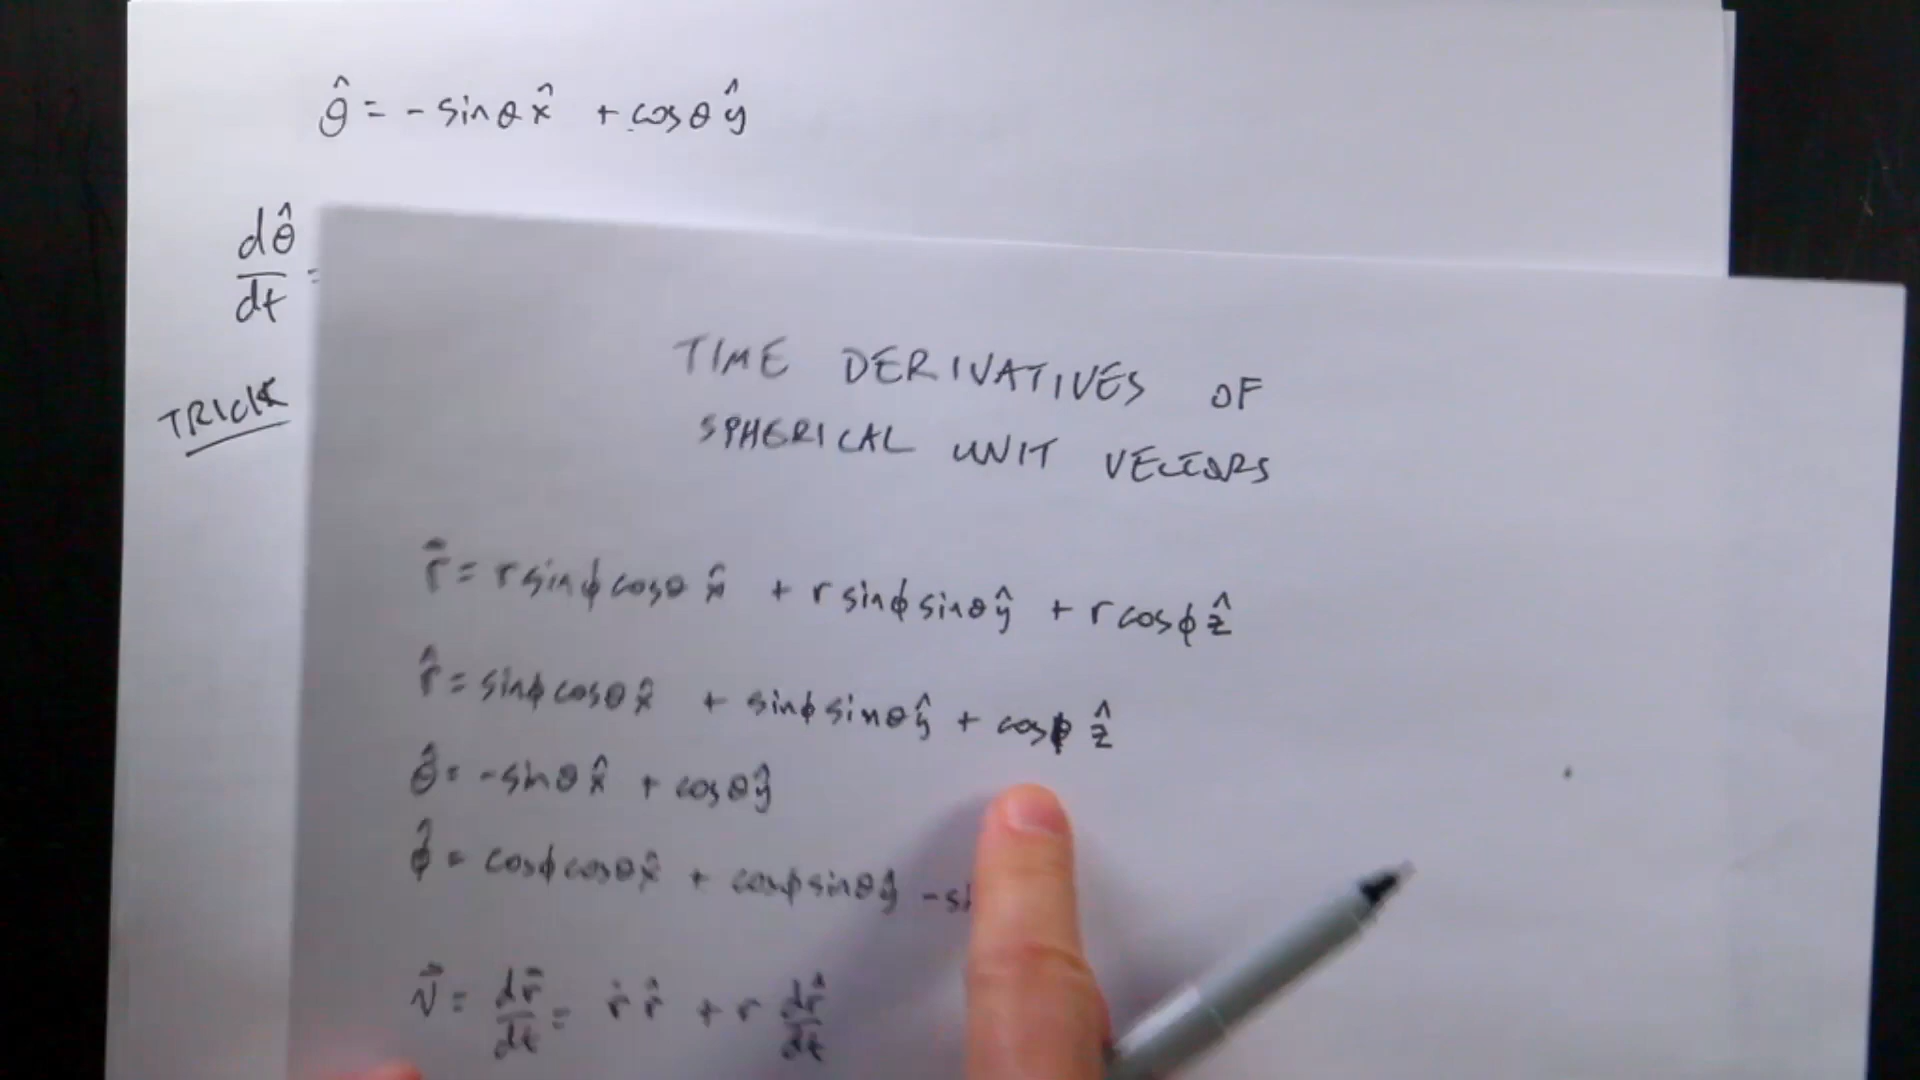 θ̂ = - sinθ x̂ + cosθ ŷ
dθ̂/dt =
TRICK
TIME DERIVATIVES OF
SPHERICAL UNIT VECTORS
r⃗ = r sinϕ cosθ x̂ + r sinϕ sinθ ŷ + r cosϕ ẑ
r̂ = sinϕ cosθ x̂ + sinϕ sinθ ŷ + cosϕ ẑ
θ̂ = - sinθ x̂ + cosθ ŷ
ϕ̂ = cosϕ cosθ x̂ + cosϕ sinθ ŷ - si
v⃗ = dr⃗/dt = ṙ r̂ + r dr̂/dt